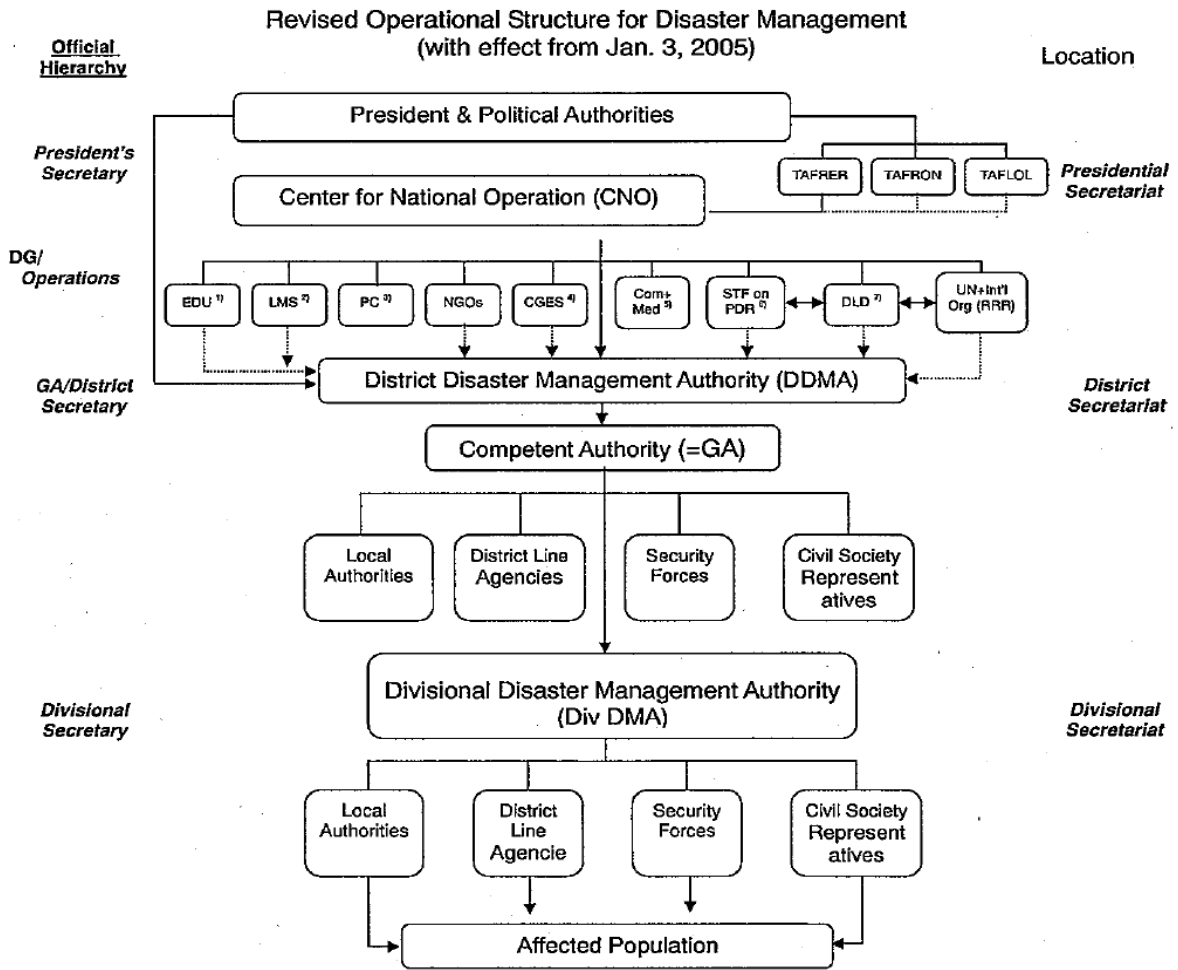 Revised Operational Structure for Disaster Management
(with effect from Jan. 3, 2005)
Official
Hierarchy
Location
President & Political Authorities
President's
Secretary
TAFRER
TAFRON
TAFLOL
Presidential
Secretariat
Center for National Operation (CNO)
DG/
Operations
EDU 1)
LMS 2)
PC 3)
NGOs
CGES 4)
Com+
Med 5)
STF on
PDR 6)
DLD 7)
UN+Int'l
Org (RRR)
GA/District
Secretary
District Disaster Management Authority (DDMA)
District
Secretariat
Competent Authority (=GA)
Local
Authorities
District Line
Agencies
Security
Forces
Civil Society
Represent
atives
Divisional
Secretary
Divisional Disaster Management Authority
(Div DMA)
Divisional
Secretariat
Local
Authorities
District
Line
Agencie
Security
Forces
Civil Society
Represent
atives
Affected Population